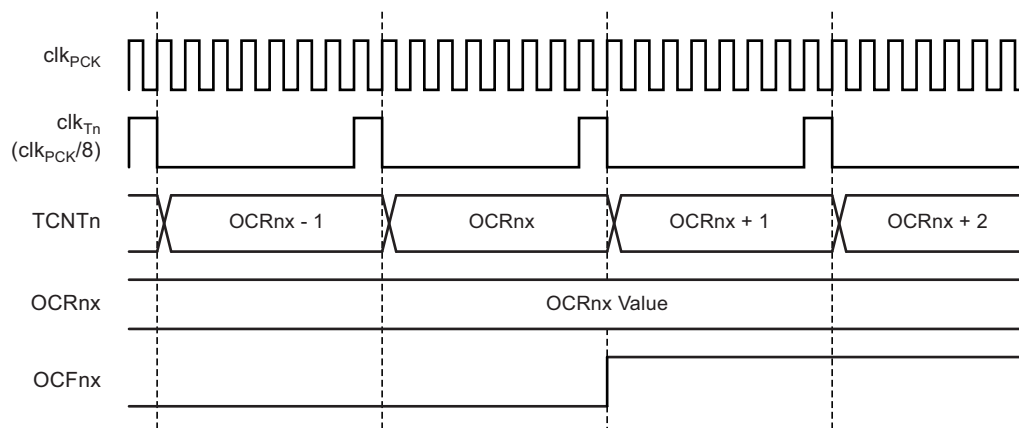 clkPCK
clkTn
(clkPCK/8)
TCNTn
OCRnx - 1
OCRnx
OCRnx + 1
OCRnx + 2
OCRnx
OCRnx Value
OCFnx